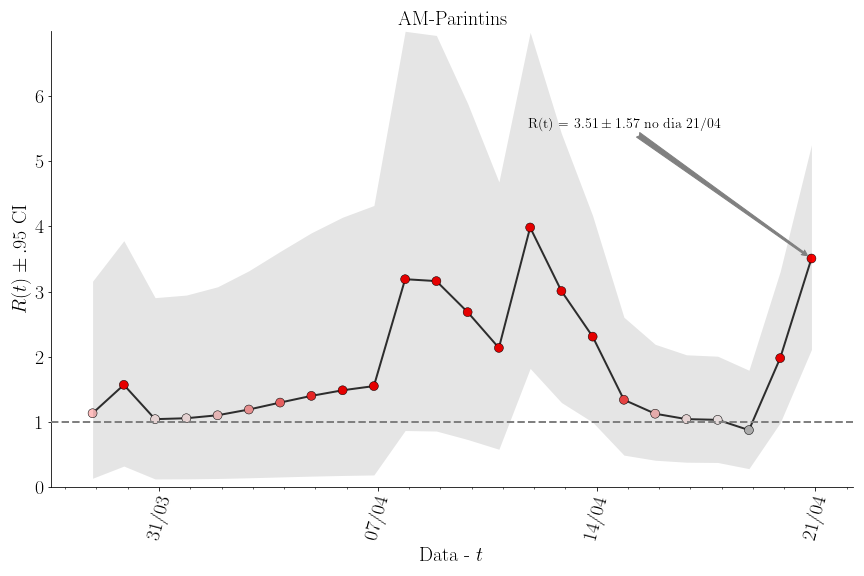 AM-Parintins
R(t) = 3.51 ± 1.57 no dia 21/04
R(t) ± .95 CI
6
5
4
3
2
1
0
31/03
07/04
14/04
21/04
Data - t